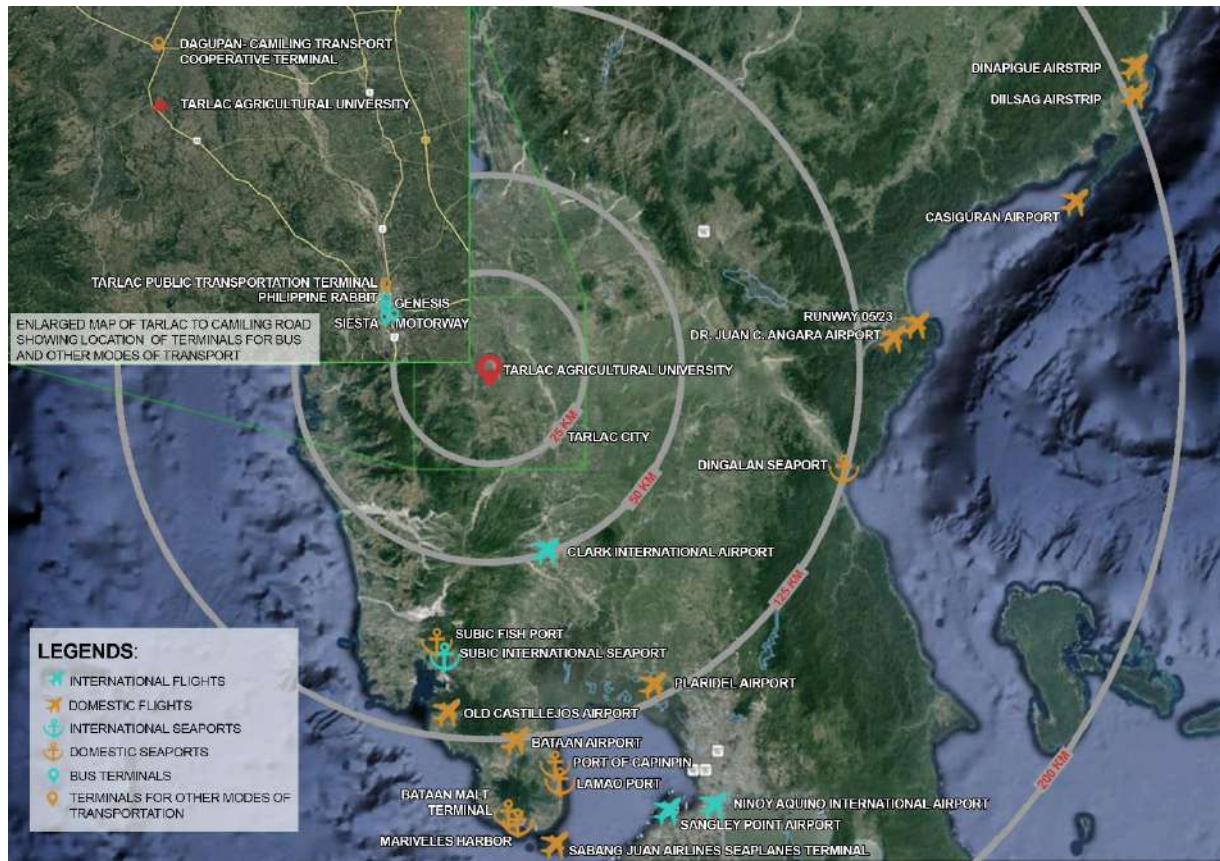 DAGUPAN- CAMILING TRANSPORT
COOPERATIVE TERMINAL
TARLAC AGRICULTURAL UNIVERSITY
TARLAC PUBLIC TRANSPORTATION TERMINAL
PHILIPPINE RABBIT
GENESIS
SIESTA
MOTORWAY
ENLARGED MAP OF TARLAC TO CAMILING ROAD
SHOWING LOCATION OF TERMINALS FOR BUS
AND OTHER MODES OF TRANSPORT
DINAPIGUE AIRSTRIP
DIILSAG AIRSTRIP
CASIGURAN AIRPORT
RUNWAY 05/23
DR. JUAN C. ANGARA AIRPORT
TARLAC AGRICULTURAL UNIVERSITY
25 KM
TARLAC CITY
DINGALAN SEAPORT
50 KM
CLARK INTERNATIONAL AIRPORT
125 KM
SUBIC FISH PORT
SUBIC INTERNATIONAL SEAPORT
PLARIDEL AIRPORT
OLD CASTILLEJOS AIRPORT
BATAAN AIRPORT
PORT OF CAPINPIN
LAMAO PORT
200 KM
BATAAN MALT
TERMINAL
NINOY AQUINO INTERNATIONAL AIRPORT
SANGLEY POINT AIRPORT
MARIVELES HARBOR
SABANG JUAN AIRLINES SEAPLANES TERMINAL
LEGENDS:
INTERNATIONAL FLIGHTS
DOMESTIC FLIGHTS
INTERNATIONAL SEAPORTS
DOMESTIC SEAPORTS
BUS TERMINALS
TERMINALS FOR OTHER MODES OF
TRANSPORTATION